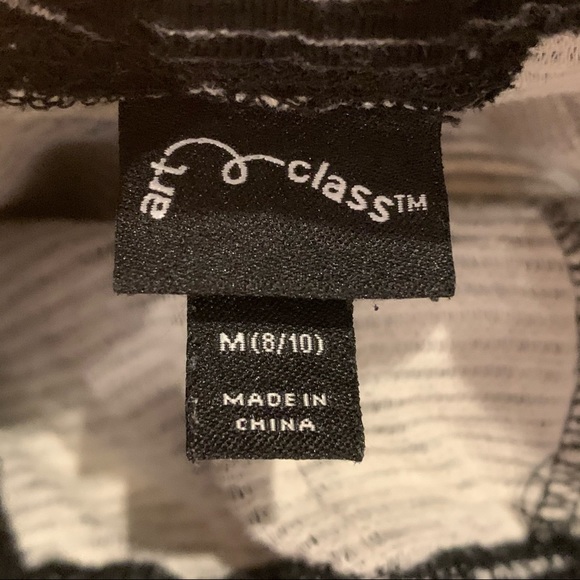 art class™
M(8/10)
MADE IN
CHINA